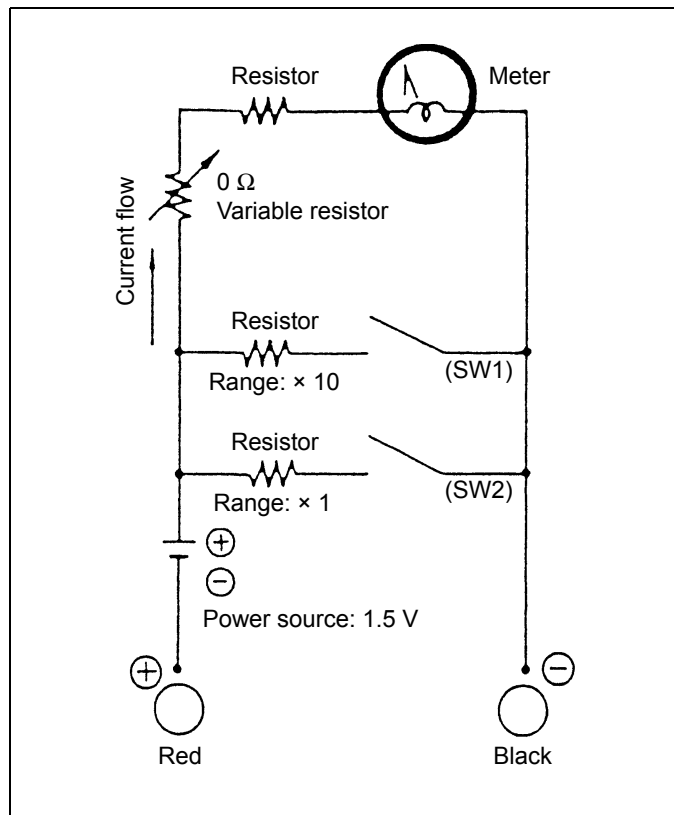 Resistor
Meter
0 Ω
Variable resistor
Current flow
Resistor
Range: × 10
(SW1)
Resistor
Range: × 1
(SW2)
+
−
Power source: 1.5 V
+
−
Red
Black